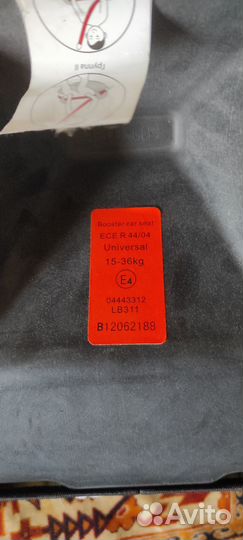 Группа II
Booster car seat
ECE R 44/04
Universal
15-36kg
E4
04443312
LB311
B12062188
Avito